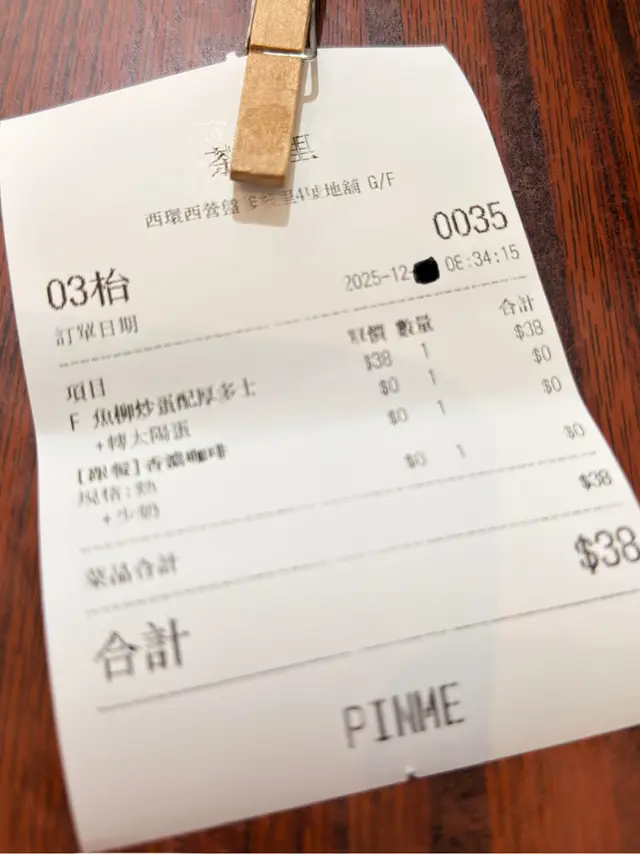 西環西營盤 地舖 G/F
03枱 0035
訂單日期 2025-12- 08:34:15
項目 單價 數量 合計
F 魚柳炒蛋配厚多士 $38 1 $38
+轉太陽蛋 $0 1 $0
[跟餐]香濃咖啡 $0 1 $0
規格:熱
+少奶 $0 1 $0
菜品合計 $38
合計 $38
PINME